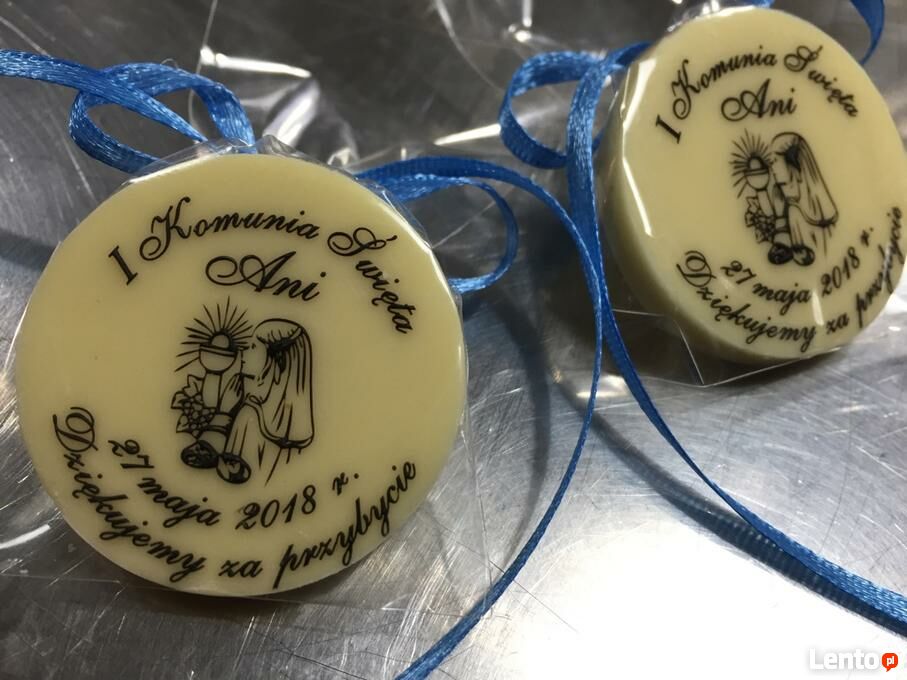 I Komunia Święta
Ani
27 maja 2018 r.
Dziękujemy za przybycie
I Komunia Święta
Ani
27 maja 2018 r.
Dziękujemy za przybycie
Lento pl